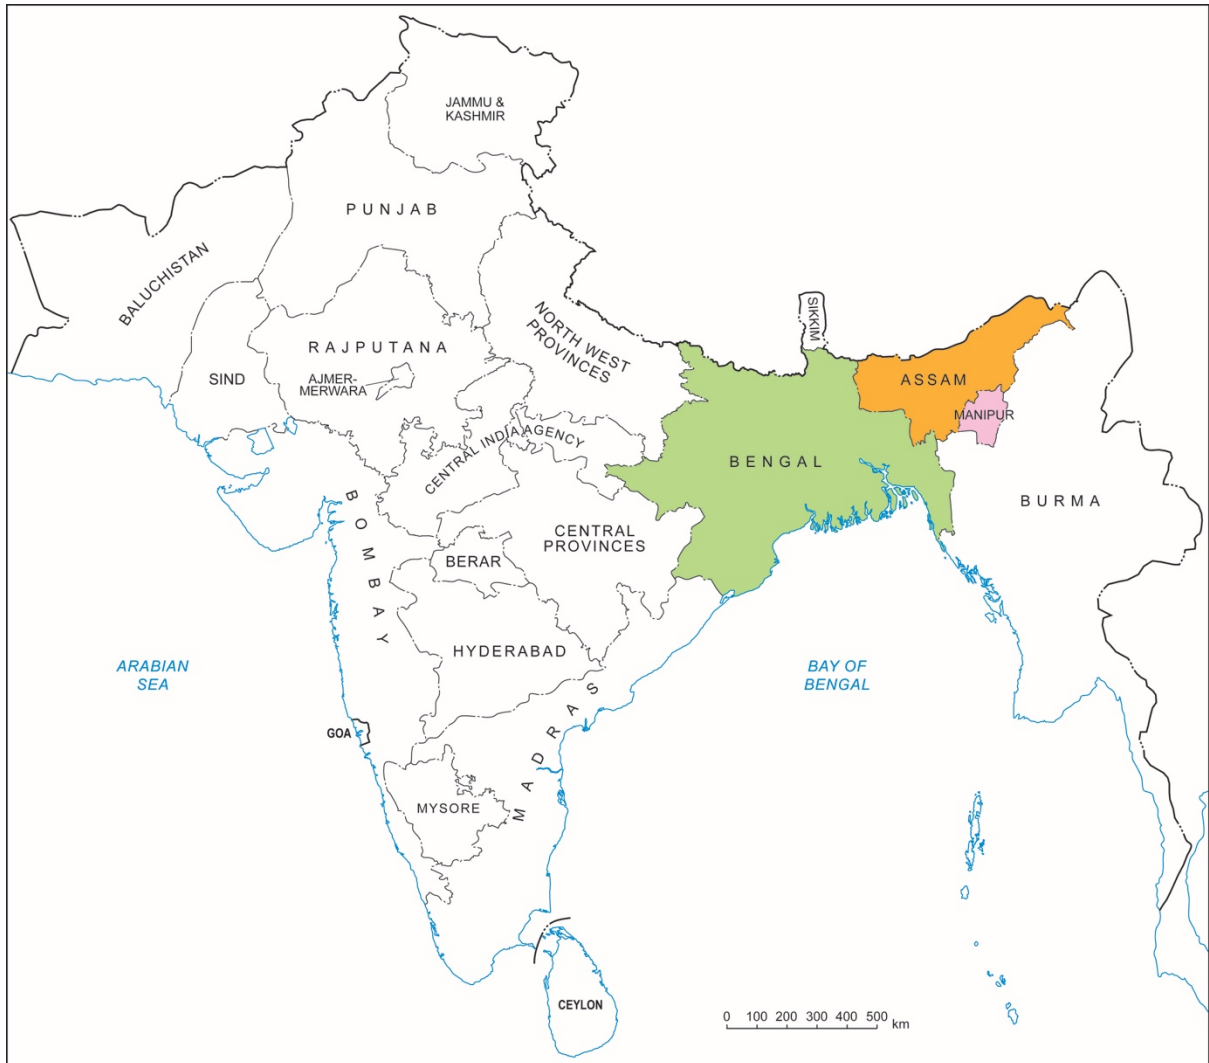 JAMMU &
KASHMIR
PUNJAB
BALUCHISTAN
SIKKIM
NORTH WEST
PROVINCES
RAJPUTANA
AJMER-
MERWARA
SIND
ASSAM
MANIPUR
CENTRAL INDIA AGENCY
BENGAL
BURMA
BOMBAY
CENTRAL
PROVINCES
BERAR
HYDERABAD
ARABIAN
SEA
BAY OF
BENGAL
MADRAS
GOA
MYSORE
CEYLON
0 100 200 300 400 500 km